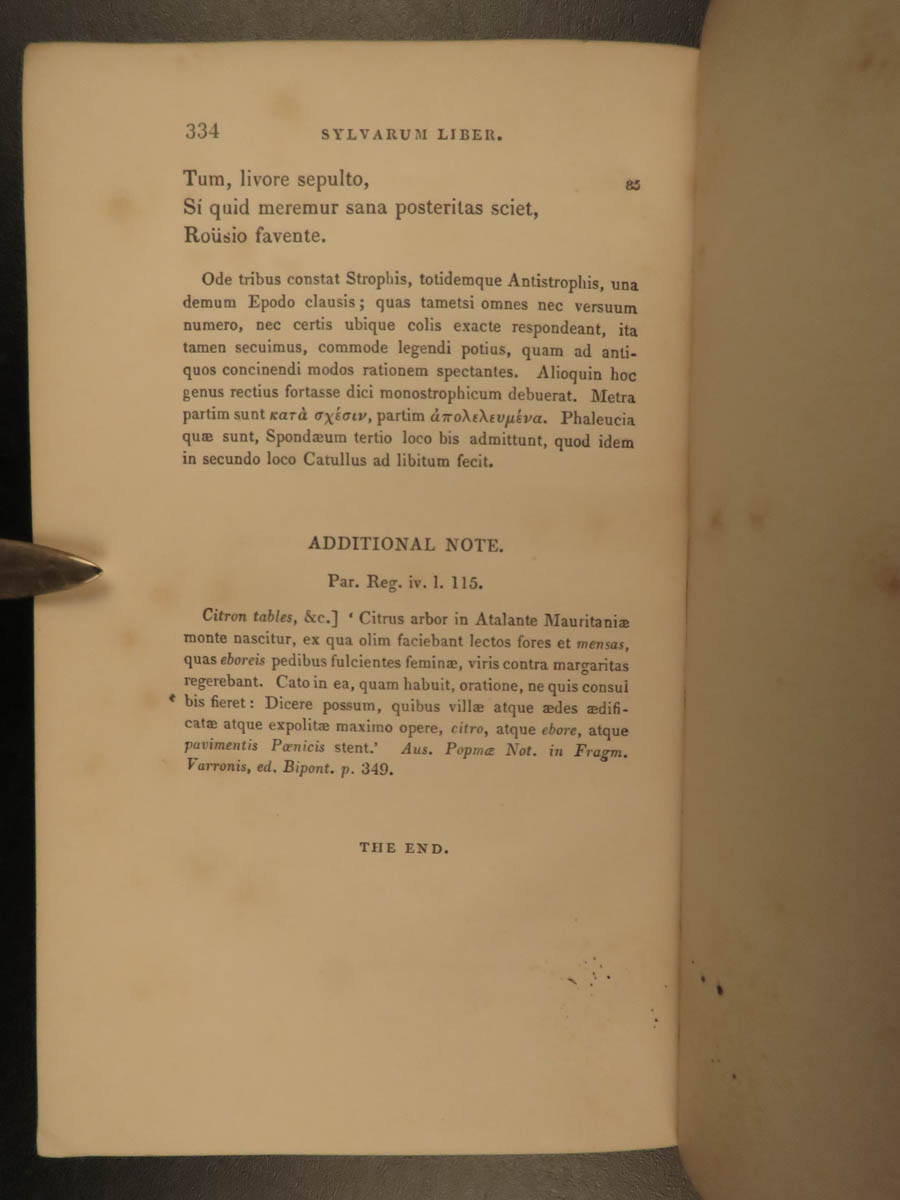 334 SYLVARUM LIBER.
Tum, livore sepulto, 85
Sí quid meremur sana posteritas sciet,
Roüsio favente.
Ode tribus constat Strophis, totidemque Antistrophis, una
demum Epodo clausis; quas tametsi omnes nec versuum
numero, nec certis ubique colis exacte respondeant, ita
tamen secuimus, commode legendi potius, quam ad anti-
quos concinendi modos rationem spectantes. Alioquin hoc
genus rectius fortasse dici monostrophicum debuerat. Metra
partim sunt κατὰ σχέσιν, partim ἀπολελευμένα. Phaleucia
quæ sunt, Spondæum tertio loco bis admittunt, quod idem
in secundo loco Catullus ad libitum fecit.
ADDITIONAL NOTE.
Par. Reg. iv. l. 115.
Citron tables, &c.] ‘ Citrus arbor in Atalante Mauritaniæ
monte nascitur, ex qua olim faciebant lectos fores et mensas,
quas eboreis pedibus fulcientes feminæ, viris contra margaritas
regerebant. Cato in ea, quam habuit, oratione, ne quis consul
‘ bis fieret: Dicere possum, quibus villæ atque ædes ædifi-
catæ atque expolitæ maximo opere, citro, atque ebore, atque
pavimentis Pœnicis stent.’ Aus. Popmæ Not. in Fragm.
Varronis, ed. Bipont. p. 349.
THE END.